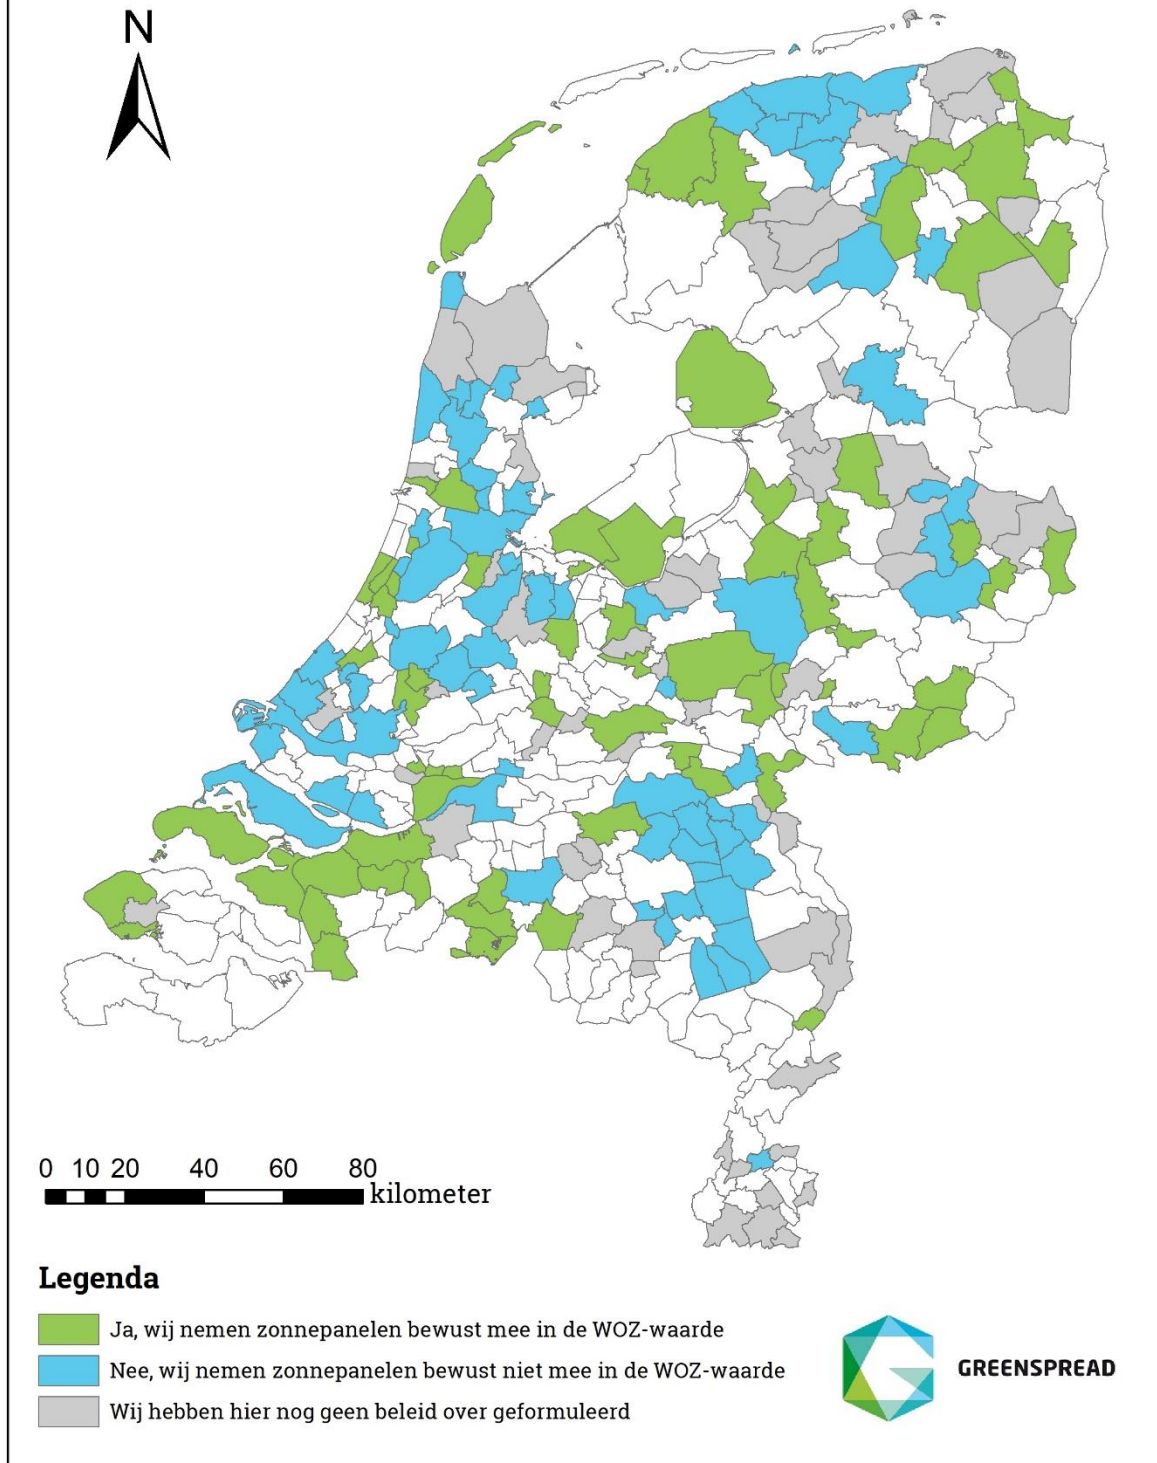 N
0 10 20 40 60 80
kilometer
Legenda
Ja, wij nemen zonnepanelen bewust mee in de WOZ-waarde
Nee, wij nemen zonnepanelen bewust niet mee in de WOZ-waarde
Wij hebben hier nog geen beleid over geformuleerd
GREENSPREAD